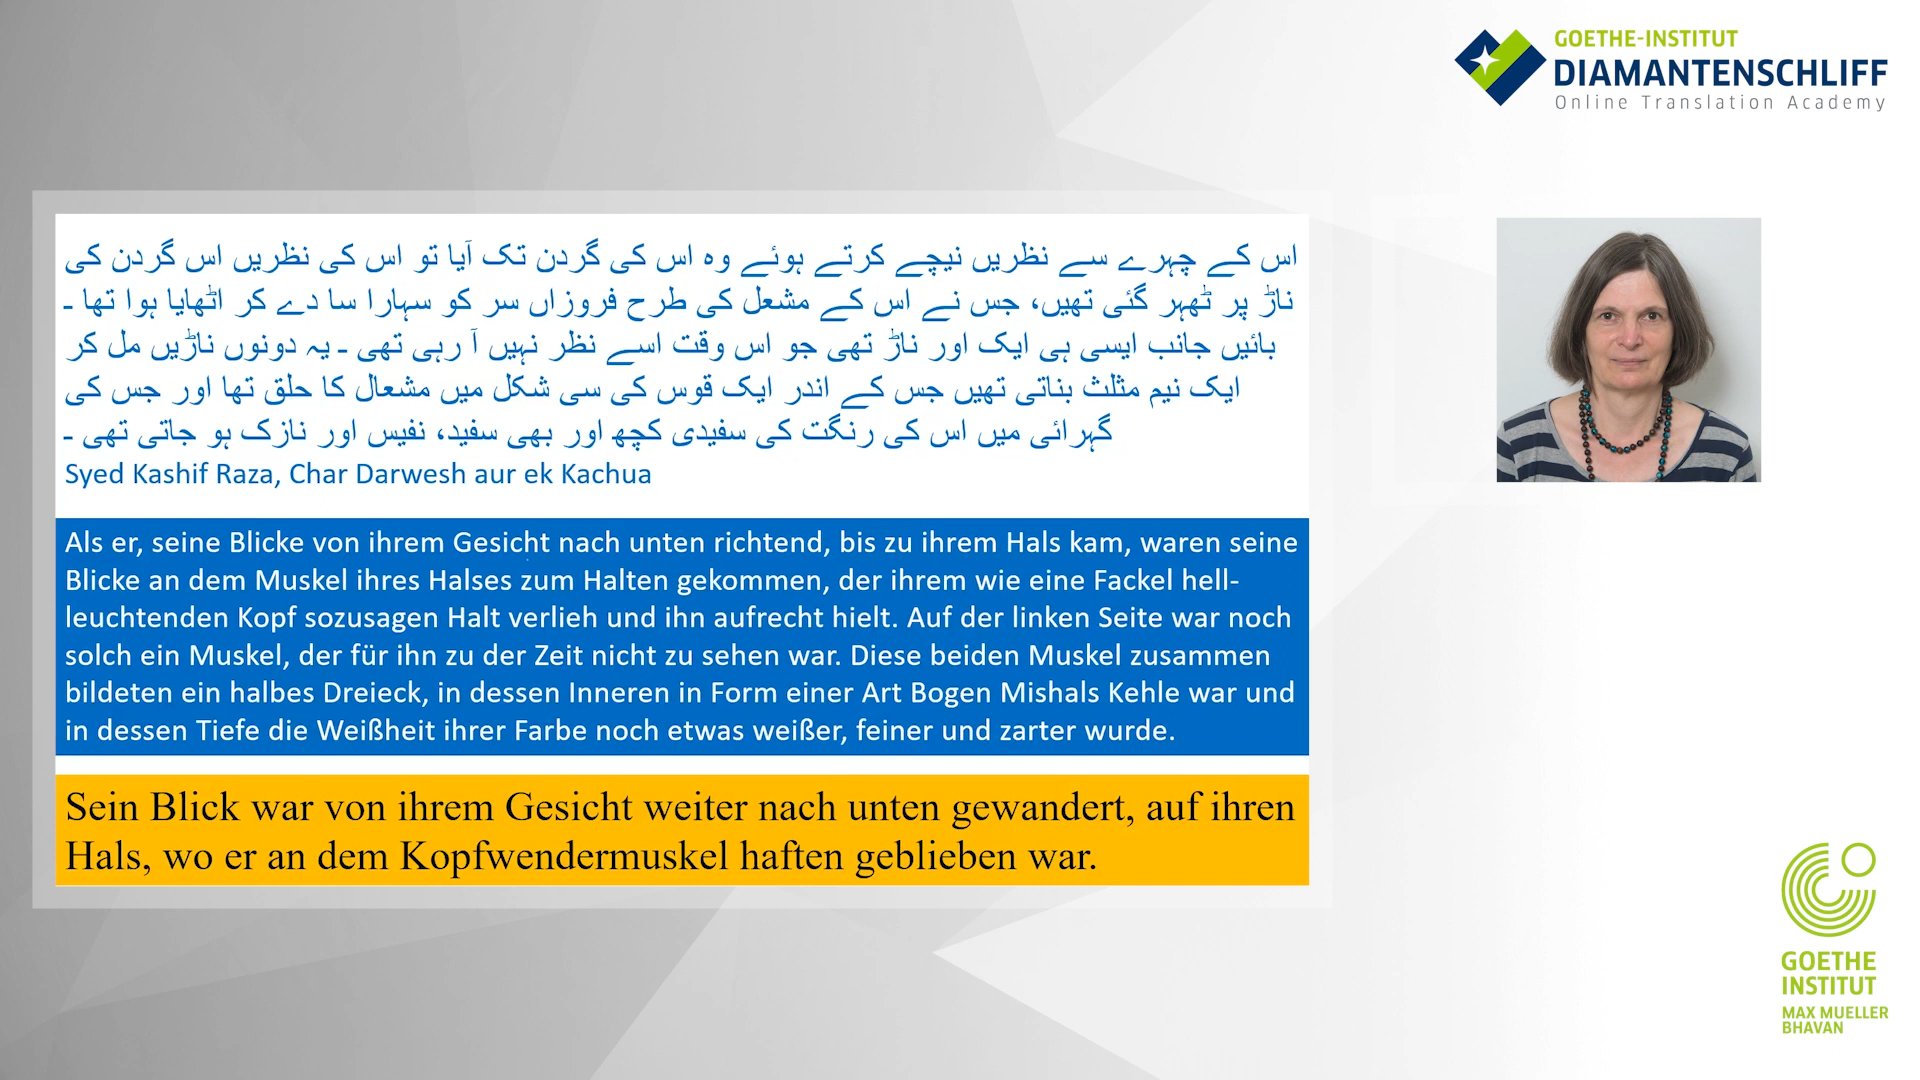 GOETHE-INSTITUT
DIAMANTENSCHLIFF
Online Translation Academy
اس کے چہرے سے نظریں نیچے کرتے ہوئے وہ اس کی گردن تک آیا تو اس کی نظریں اس گردن کی
ناڑ پر ٹھہر گئی تھیں، جس نے اس کے مشعل کی طرح فروزاں سر کو سہارا سا دے کر اٹھایا ہوا تھا ۔
بائیں جانب ایسی ہی ایک اور ناڑ تھی جو اس وقت اسے نظر نہیں آ رہی تھی ۔ یہ دونوں ناڑیں مل کر
ایک نیم مثلث بناتی تھیں جس کے اندر ایک قوس کی سی شکل میں مشعال کا حلق تھا اور جس کی
گہرائی میں اس کی رنگت کی سفیدی کچھ اور بھی سفید، نفیس اور نازک ہو جاتی تھی ۔
Syed Kashif Raza, Char Darwesh aur ek Kachua
Als er, seine Blicke von ihrem Gesicht nach unten richtend, bis zu ihrem Hals kam, waren seine
Blicke an dem Muskel ihres Halses zum Halten gekommen, der ihrem wie eine Fackel hell-
leuchtenden Kopf sozusagen Halt verlieh und ihn aufrecht hielt. Auf der linken Seite war noch
solch ein Muskel, der für ihn zu der Zeit nicht zu sehen war. Diese beiden Muskel zusammen
bildeten ein halbes Dreieck, in dessen Inneren in Form einer Art Bogen Mishals Kehle war und
in dessen Tiefe die Weißheit ihrer Farbe noch etwas weißer, feiner und zarter wurde.
Sein Blick war von ihrem Gesicht weiter nach unten gewandert, auf ihren
Hals, wo er an dem Kopfwendermuskel haften geblieben war.
GOETHE
INSTITUT
MAX MUELLER
BHAVAN